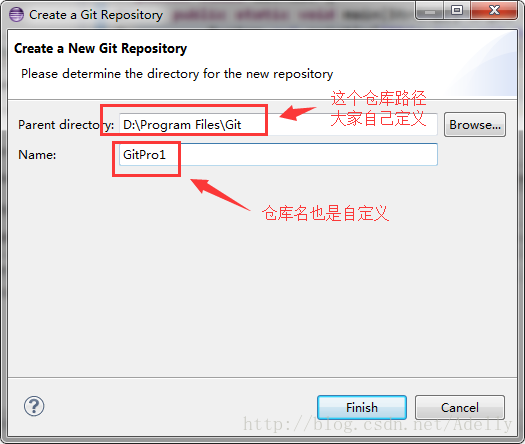 Create a Git Repository
Create a New Git Repository
Please determine the directory for the new repository
Parent directory: D:\Program Files\Git Browse...
这个仓库路径
大家自己定义
Name: GitPro1
仓库名也是自定义
? Finish Cancel
http://blog.csdn.net/Adelly